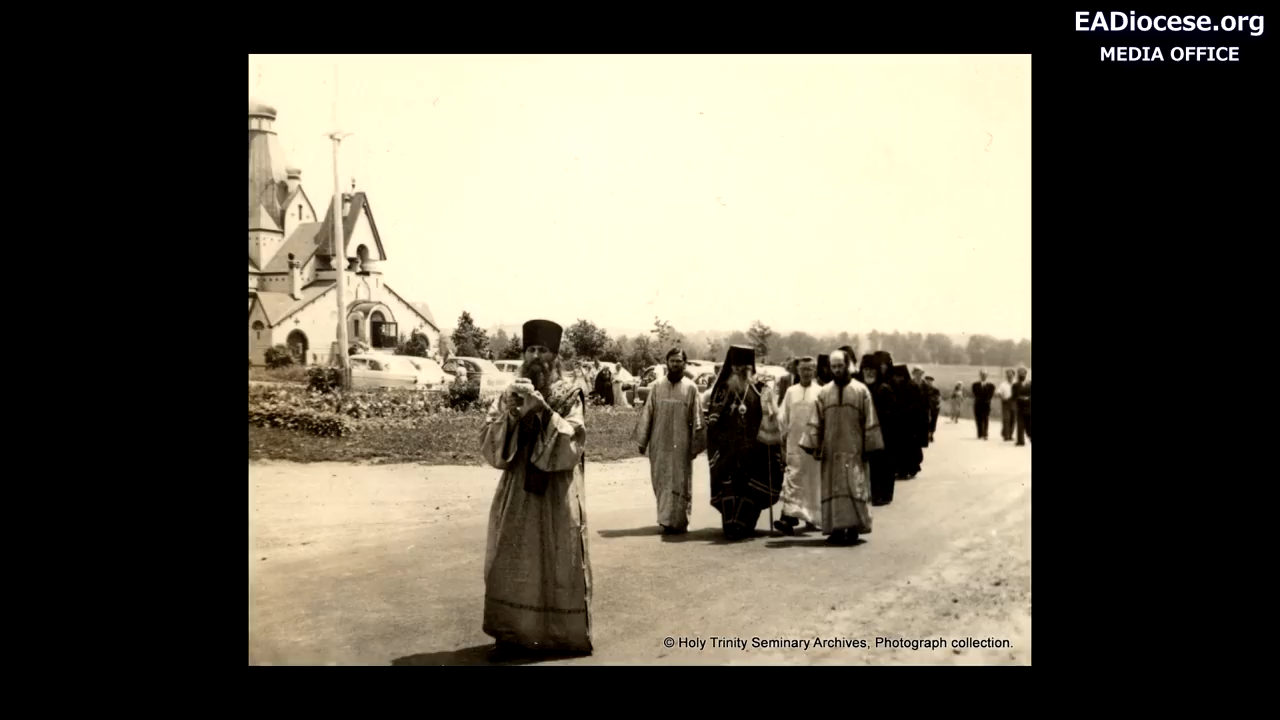 EADiocese.org
MEDIA OFFICE
© Holy Trinity Seminary Archives, Photograph collection.